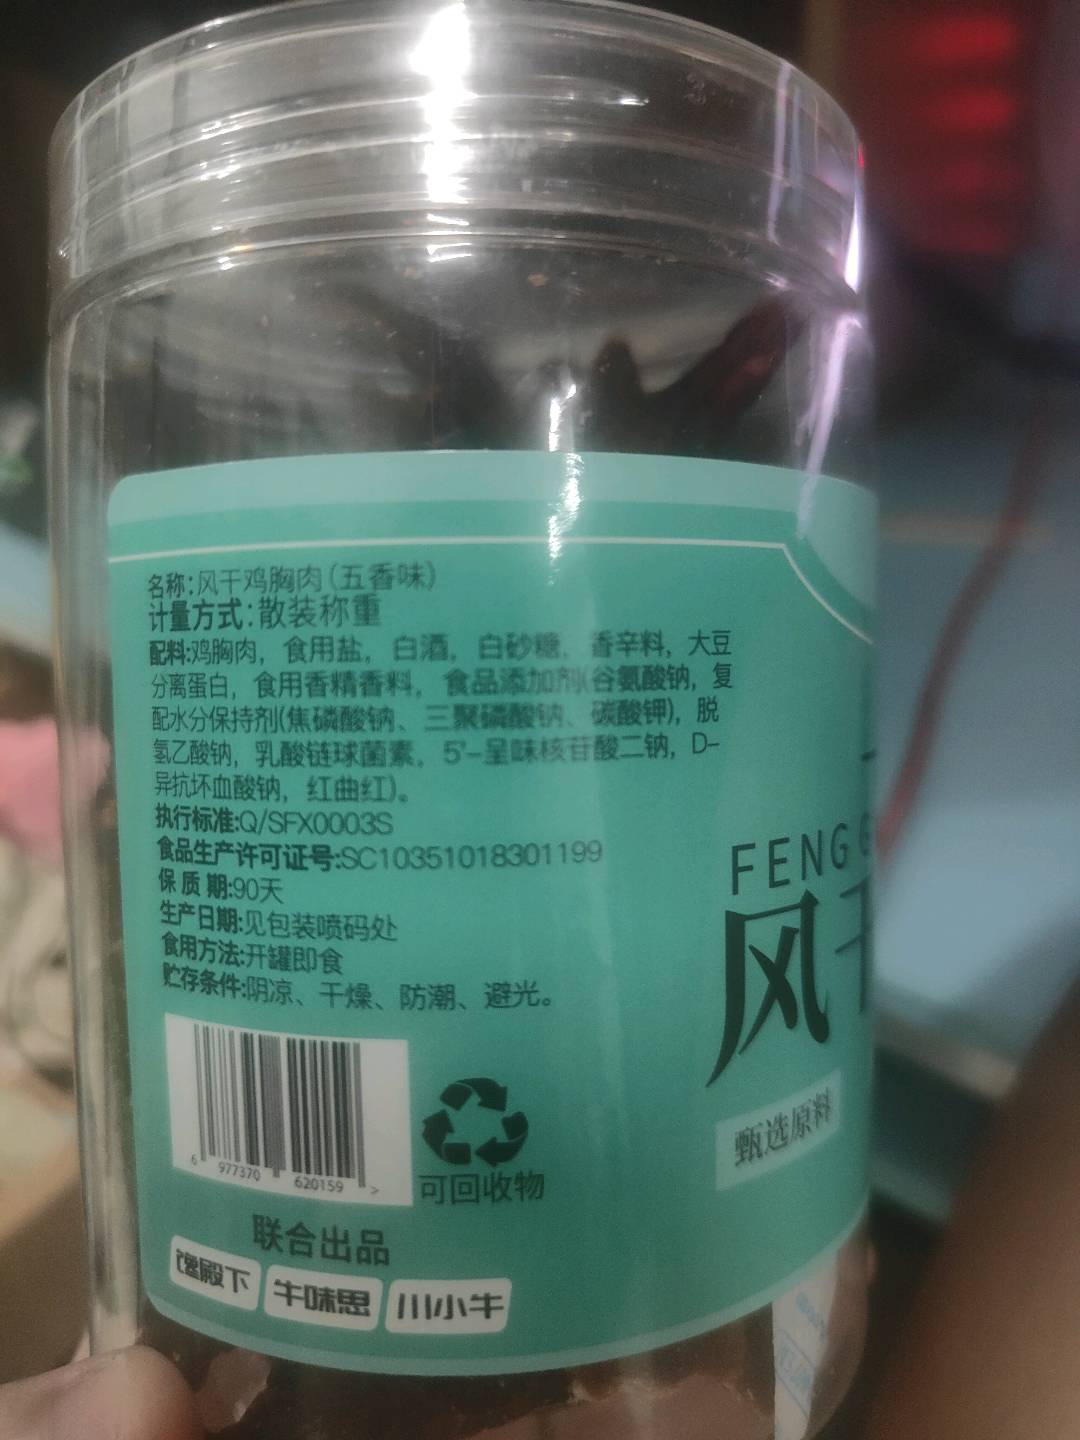 名称:风干鸡胸肉(五香味)
计量方式:散装称重
配料:鸡胸肉，食用盐，白酒，白砂糖、香辛料，大豆
分离蛋白，食用香精香料，食品添加剂(谷氨酸钠，复
配水分保持剂(焦磷酸钠、三聚磷酸钠、碳酸钾)，脱
氢乙酸钠，乳酸链球菌素，5'-呈味核苷酸二钠，D-
异抗坏血酸钠，红曲红)。
执行标准:Q/SFX0003S
食品生产许可证号:SC10351018301199
保 质 期:90天
生产日期:见包装喷码处
食用方法:开罐即食
贮存条件:阴凉、干燥、防潮、避光。
6 977370 620159 >
可回收物
联合出品
馋殿下 牛味思 川小牛
FENG G
风干
甄选原料